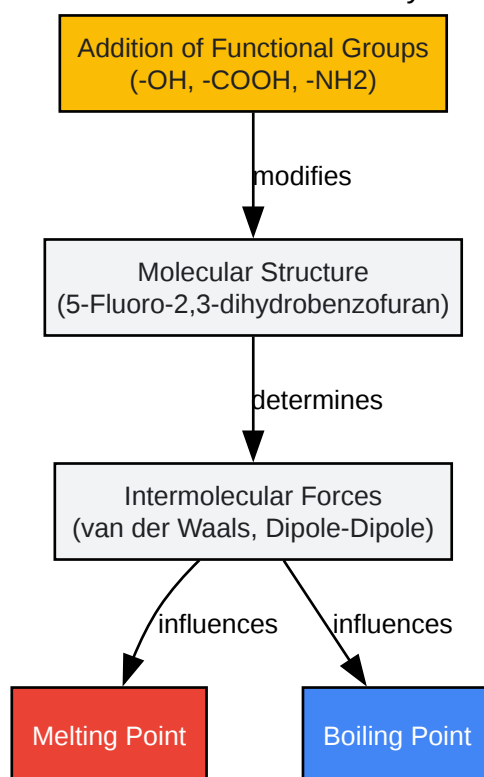 Addition of Functional Groups
(-OH, -COOH, -NH2)
modifies
Molecular Structure
(5-Fluoro-2,3-dihydrobenzofuran)
determines
Intermolecular Forces
(van der Waals, Dipole-Dipole)
influences
influences
Melting Point
Boiling Point